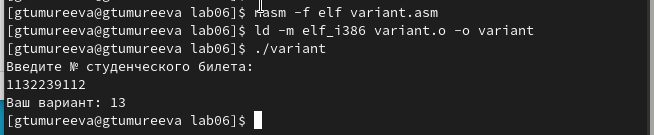 [gtumureeva@gtumureeva lab06]$ nasm -f elf variant.asm
[gtumureeva@gtumureeva lab06]$ ld -m elf_i386 variant.o -o variant
[gtumureeva@gtumureeva lab06]$ ./variant
Введите № студенческого билета:
1132239112
Ваш вариант: 13
[gtumureeva@gtumureeva lab06]$